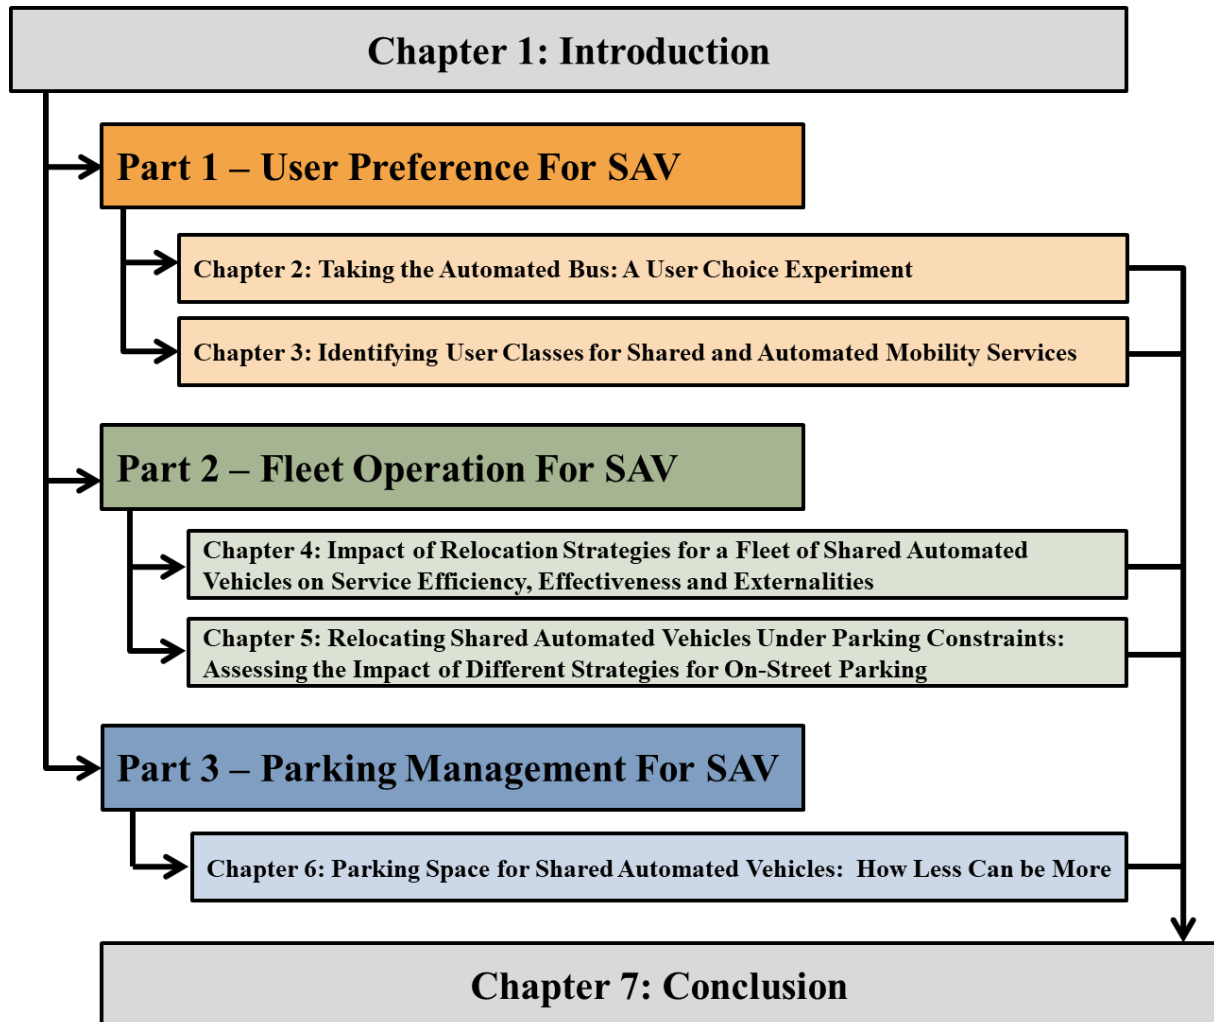 Chapter 1: Introduction
Part 1 – User Preference For SAV
Chapter 2: Taking the Automated Bus: A User Choice Experiment
Chapter 3: Identifying User Classes for Shared and Automated Mobility Services
Part 2 – Fleet Operation For SAV
Chapter 4: Impact of Relocation Strategies for a Fleet of Shared Automated
Vehicles on Service Efficiency, Effectiveness and Externalities
Chapter 5: Relocating Shared Automated Vehicles Under Parking Constraints:
Assessing the Impact of Different Strategies for On-Street Parking
Part 3 – Parking Management For SAV
Chapter 6: Parking Space for Shared Automated Vehicles:  How Less Can be More
Chapter 7: Conclusion